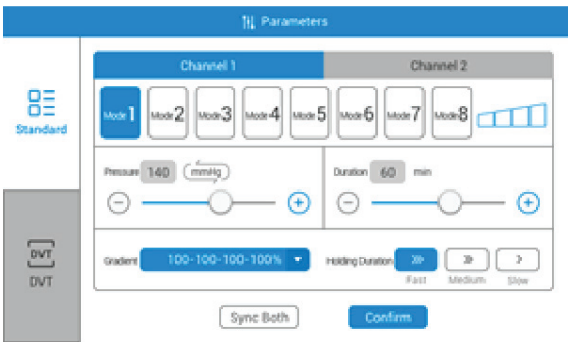 Parameters
Channel 1 Channel 2
Standard
Mode1 Mode2 Mode3 Mode4 Mode5 Mode6 Mode7 Mode8
Pressure 140 mmHg Duration 60 min
DVT
DVT
Gradient 100-100-100-100% Holding Duration
Fast Medium Slow
Sync Both Confirm